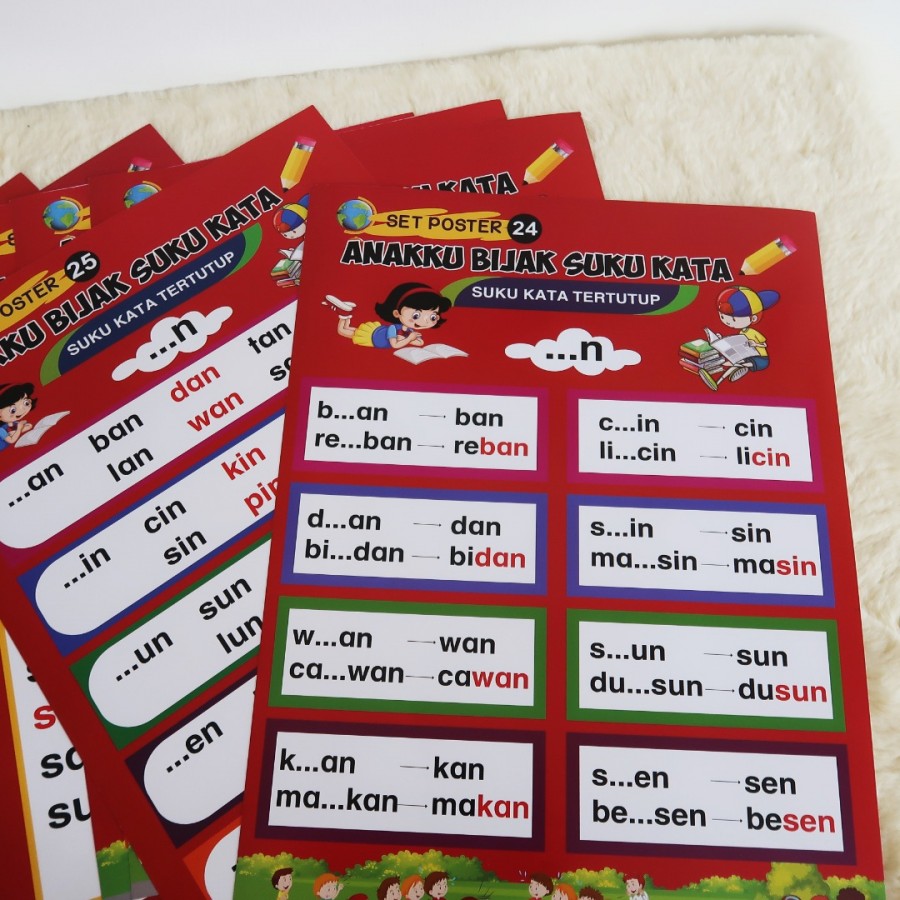 SET POSTER 24
ANAKKU BIJAK SUKU KATA
SUKU KATA TERTUTUP
...n
b...an → ban
re...ban → reban
c...in → cin
li...cin → licin
d...an → dan
bi...dan → bidan
s...in → sin
ma...sin → masin
w...an → wan
ca...wan → cawan
s...un → sun
du...sun → dusun
k...an → kan
ma...kan → makan
s...en → sen
be...sen → besen
POSTER 25
BIJAK SUKU KATA
SUKU KATA TERTUTUP
...n
...an ban dan tan
lan wan
...in cin kin
sin
...un sun
lun
...en
KATA